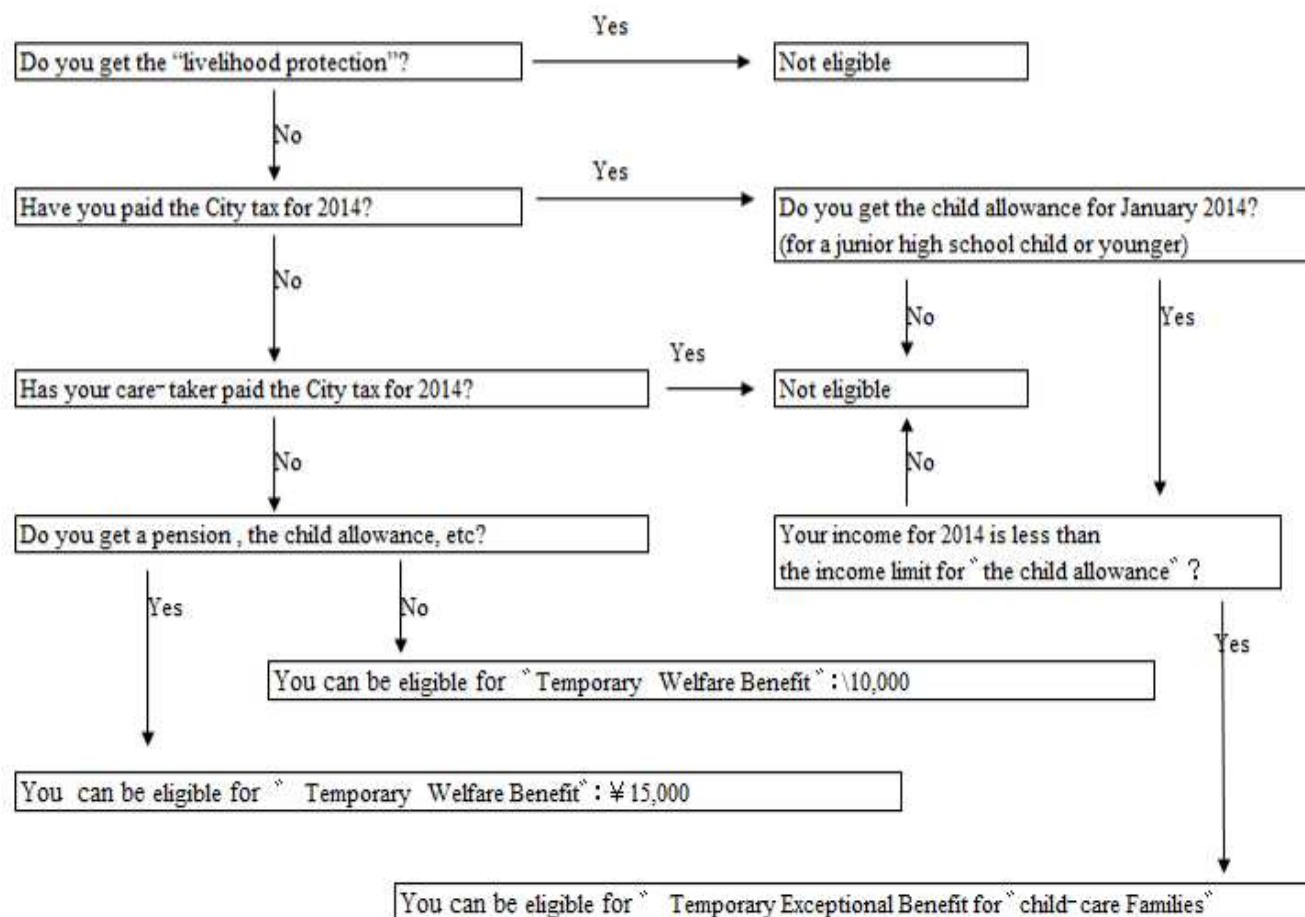 Yes
Do you get the “livelihood protection”?
Not eligible
No
Yes
Have you paid the City tax for 2014?
Do you get the child allowance for January 2014?
(for a junior high school child or younger)
No
No
Yes
Yes
Has your care-taker paid the City tax for 2014?
Not eligible
No
No
Do you get a pension , the child allowance, etc?
Your income for 2014 is less than
the income limit for ″ the child allowance″ ?
Yes
No
Yes
You can be eligible for ″Temporary Welfare Benefit″:\10,000
You can be eligible for ″ Temporary Welfare Benefit″: ¥15,000
You can be eligible for ″ Temporary Exceptional Benefit for ″child-care Families″